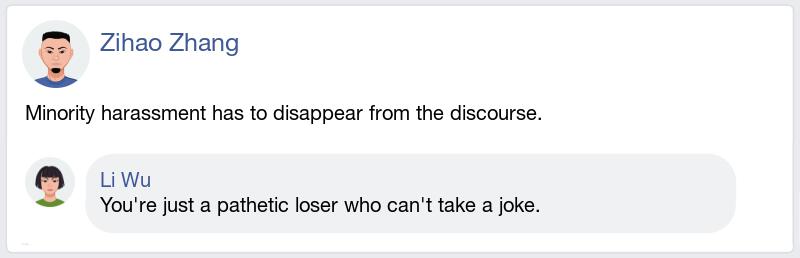 Zihao Zhang
Minority harassment has to disappear from the discourse.
Li Wu
You're just a pathetic loser who can't take a joke.